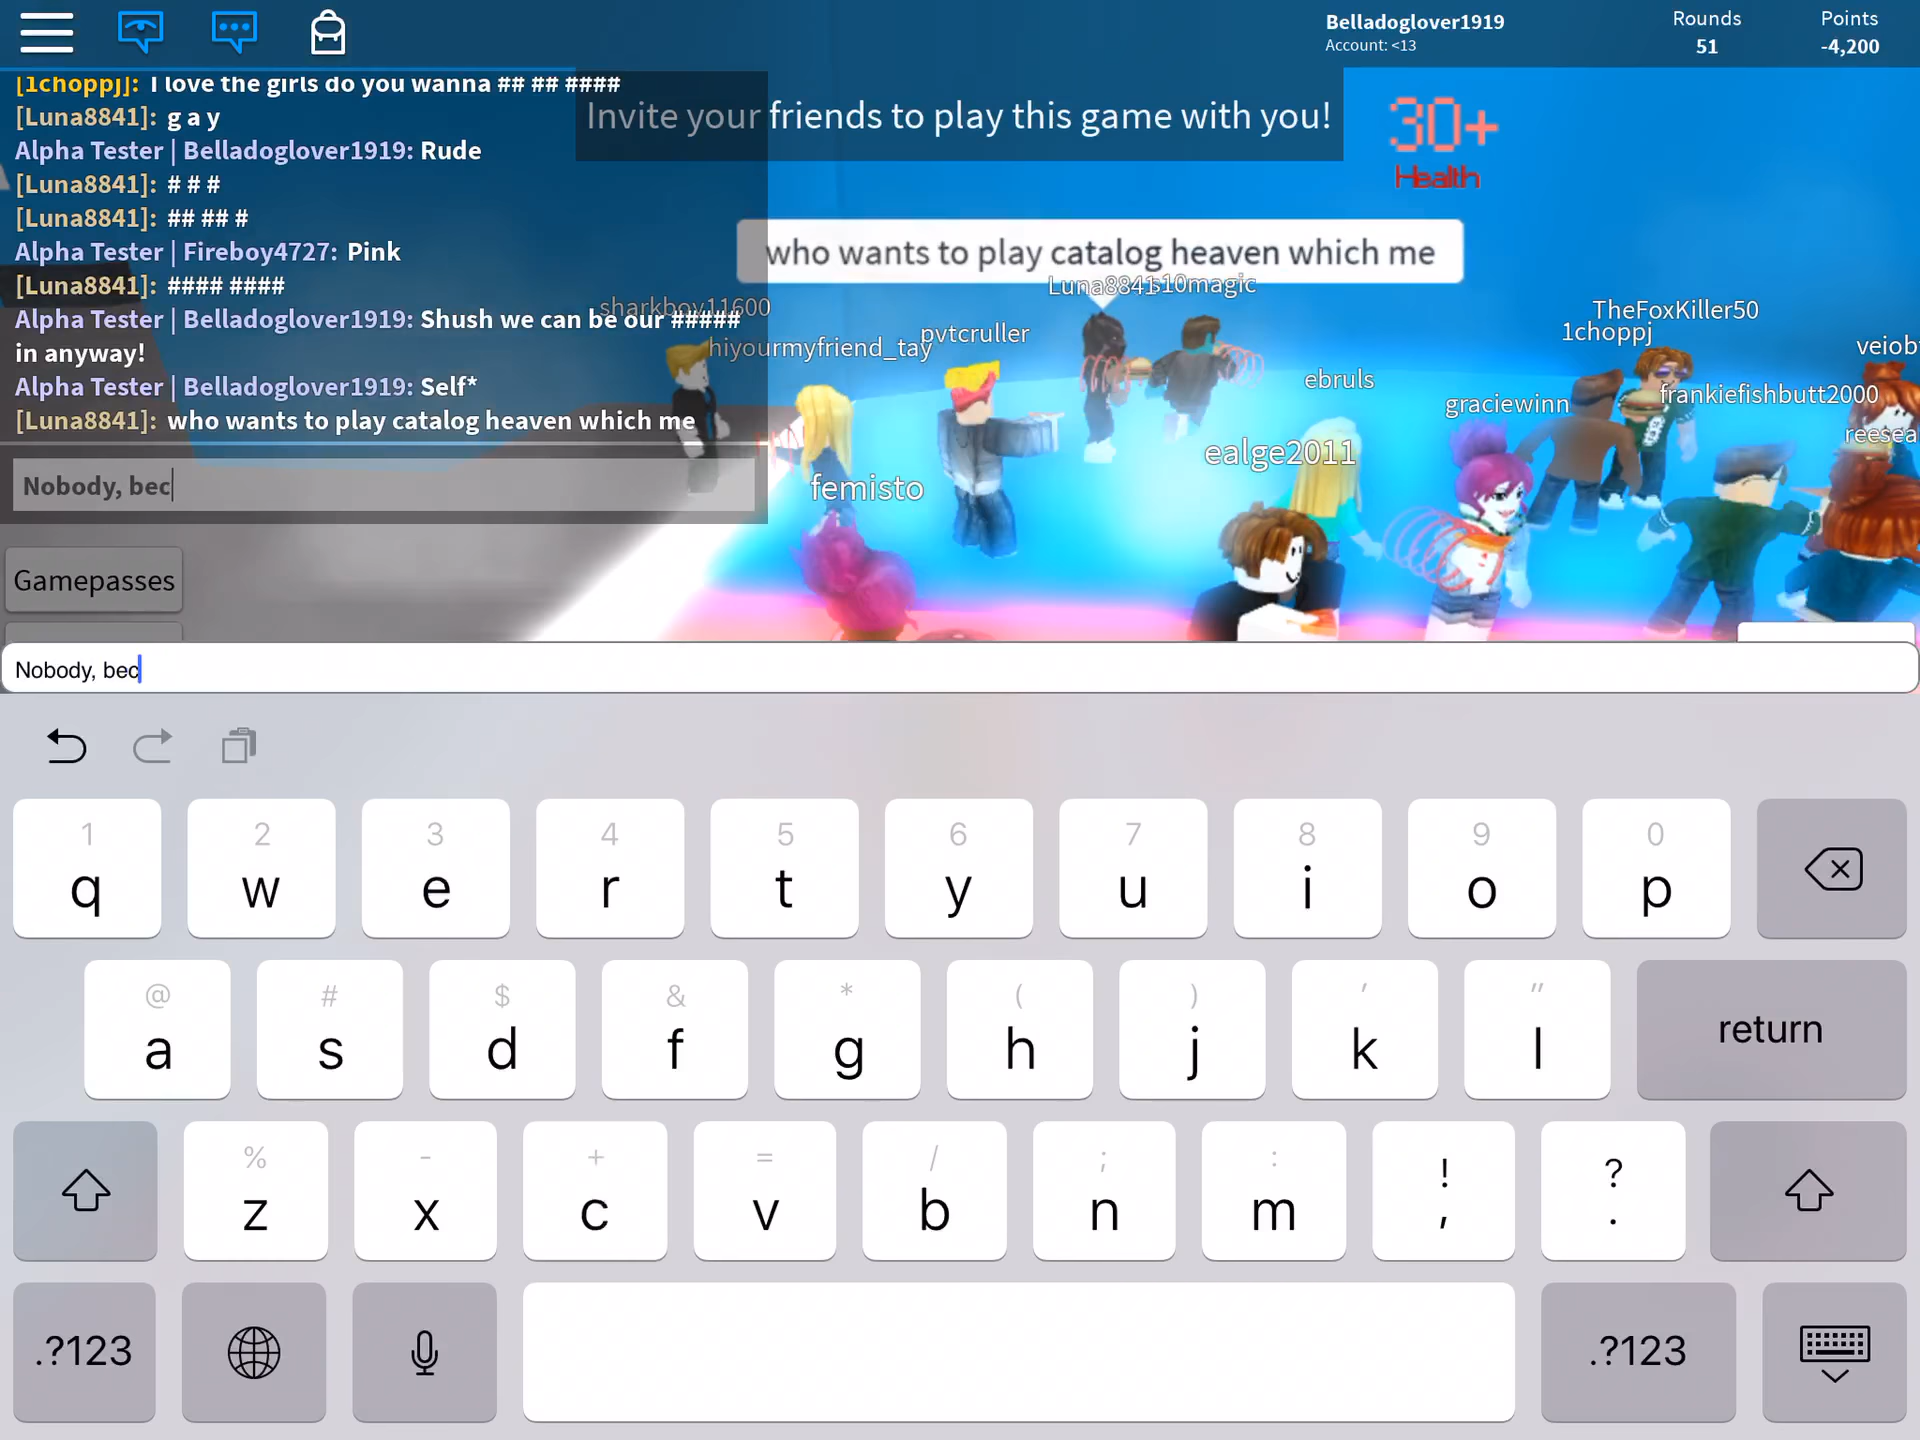 Belladoglover1919
Account: <13
Rounds
51
Points
-4,200
[1choppj]: I love the girls do you wanna ## ## ####
[Luna8841]: g a y
Alpha Tester | Belladoglover1919: Rude
[Luna8841]: # # #
[Luna8841]: ## ## #
Alpha Tester | Fireboy4727: Pink
[Luna8841]: #### ####
Alpha Tester | Belladoglover1919: Shush we can be our #####
in anyway!
Alpha Tester | Belladoglover1919: Self*
[Luna8841]: who wants to play catalog heaven which me
Nobody, bec
Invite your friends to play this game with you!
30+
Health
who wants to play catalog heaven which me
Luna8841
s10magic
sharkboy11600
hiyourmyfriend_tay
pvtcruller
TheFoxKiller50
1choppj
ebruls
graciewinn
frankiefishbutt2000
ealge2011
femisto
Gamepasses
Nobody, bec
1 2 3 4 5 6 7 8 9 0
q w e r t y u i o p
@ # $ & * ( ) ' "
a s d f g h j k l return
% - + = / ; : ! ?
z x c v b n m , .
.?123 .?123